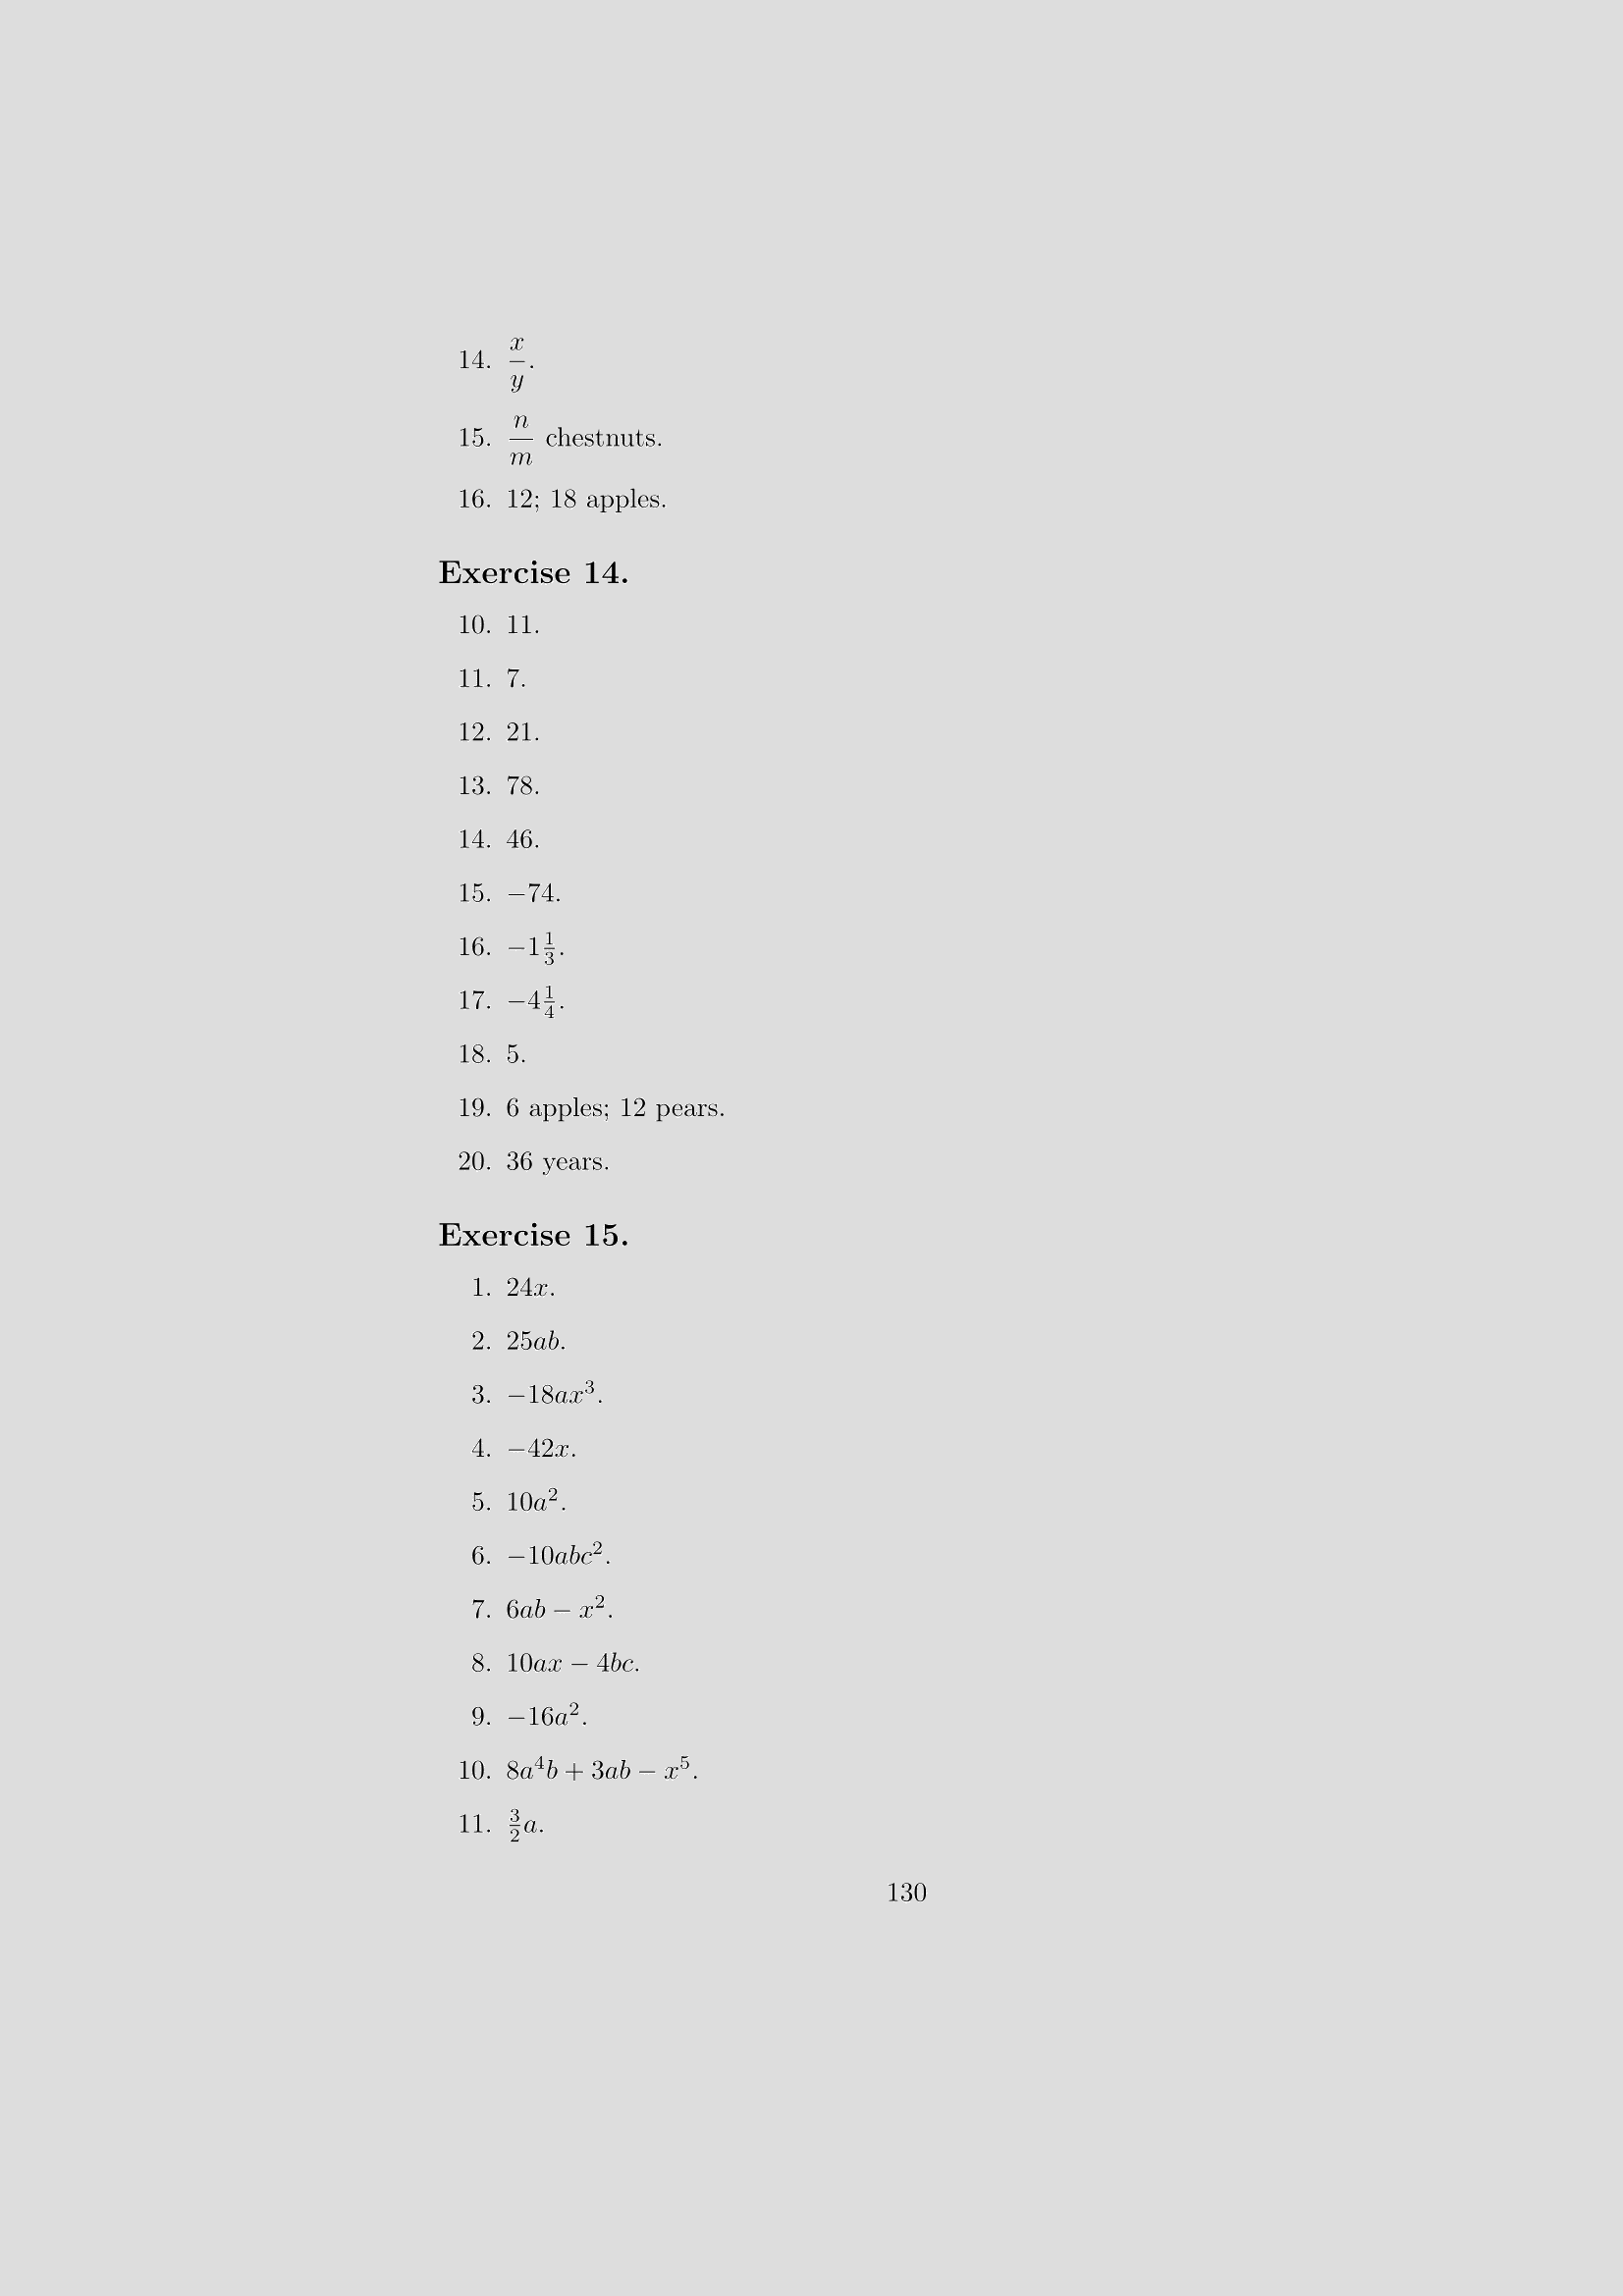 14. $\dfrac{x}{y}$.
15. $\dfrac{n}{m}$ chestnuts.
16. 12; 18 apples.
Exercise 14.
10. 11.
11. 7.
12. 21.
13. 78.
14. 46.
15. $-74$.
16. $-1\frac{1}{3}$.
17. $-4\frac{1}{4}$.
18. 5.
19. 6 apples; 12 pears.
20. 36 years.
Exercise 15.
1. $24x$.
2. $25ab$.
3. $-18ax^3$.
4. $-42x$.
5. $10a^2$.
6. $-10abc^2$.
7. $6ab - x^2$.
8. $10ax - 4bc$.
9. $-16a^2$.
10. $8a^4b + 3ab - x^5$.
11. $\frac{3}{2}a$.
130